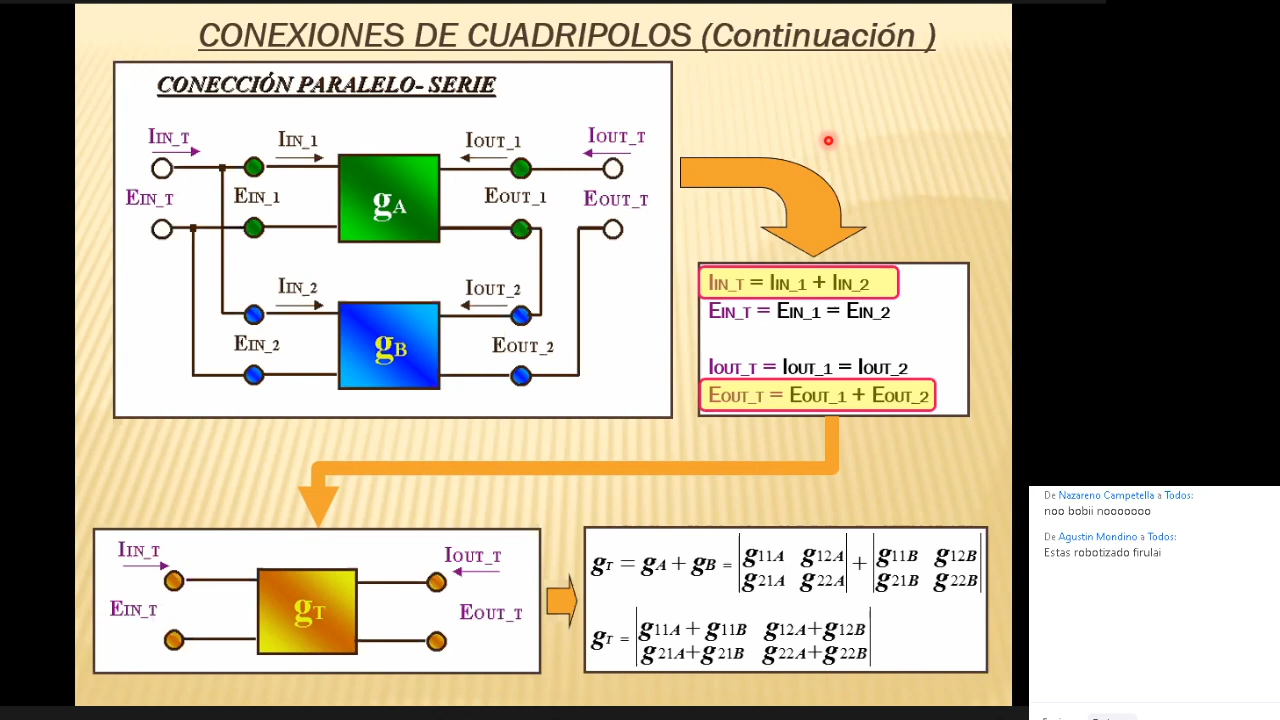 CONEXIONES DE CUADRIPOLOS (Continuación )
CONECCIÓN PARALELO- SERIE
IIN_T
IIN_1
IOUT_1
IOUT_T
EIN_T
EIN_1
gA
EOUT_1
EOUT_T
IIN_2
IOUT_2
EIN_2
gB
EOUT_2
IIN_T = IIN_1 + IIN_2
EIN_T = EIN_1 = EIN_2
IOUT_T = IOUT_1 = IOUT_2
EOUT_T = EOUT_1 + EOUT_2
IIN_T
IOUT_T
EIN_T
gT
EOUT_T
gT = gA + gB = |g11A g12A| + |g11B g12B|
|g21A g22A| |g21B g22B|
gT = |g11A + g11B g12A+g12B|
|g21A+g21B g22A+g22B|
De Nazareno Campetella a Todos:
noo bobii nooooooo
De Agustin Mondino a Todos:
Estas robotizado firulai